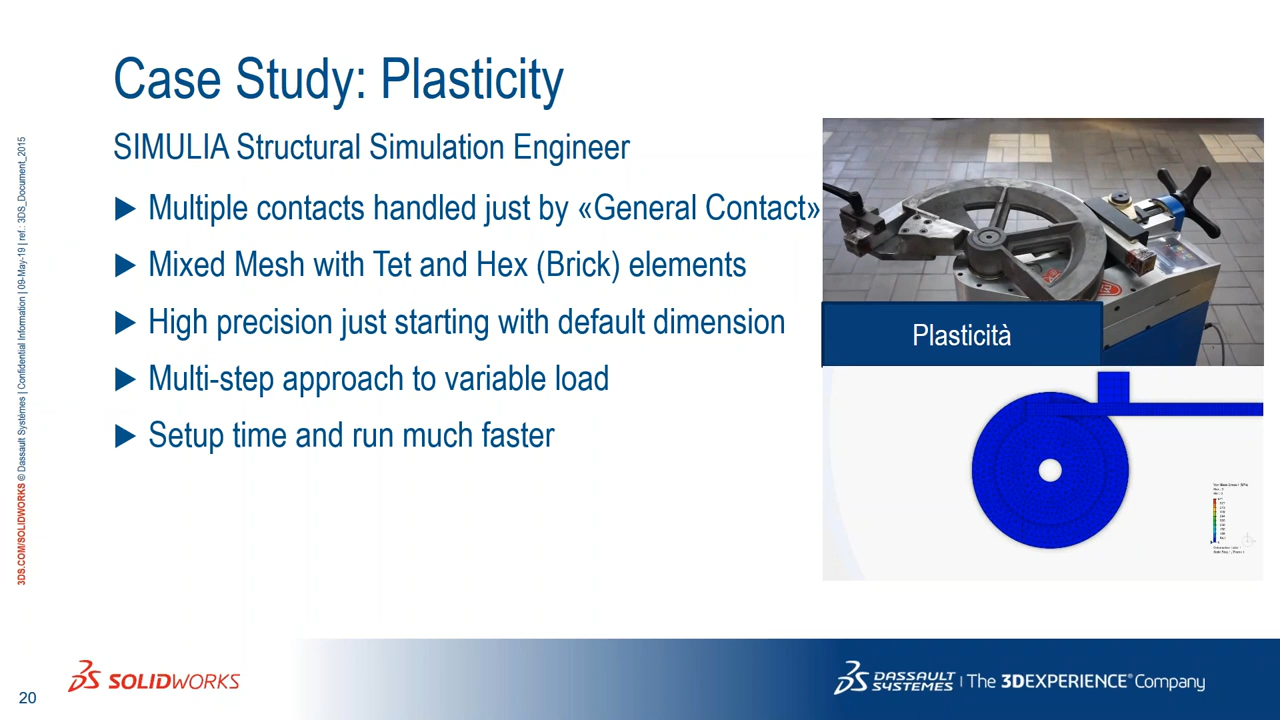 Case Study: Plasticity
SIMULIA Structural Simulation Engineer
Multiple contacts handled just by «General Contact»
Mixed Mesh with Tet and Hex (Brick) elements
High precision just starting with default dimension
Multi-step approach to variable load
Setup time and run much faster
Plasticità
3DS.COM/SOLIDWORKS © Dassault Systèmes | Confidential Information | 09-May-19 | ref.: 3DS_Document_2015
20
SOLIDWORKS
DASSAULT SYSTEMES | The 3DEXPERIENCE® Company